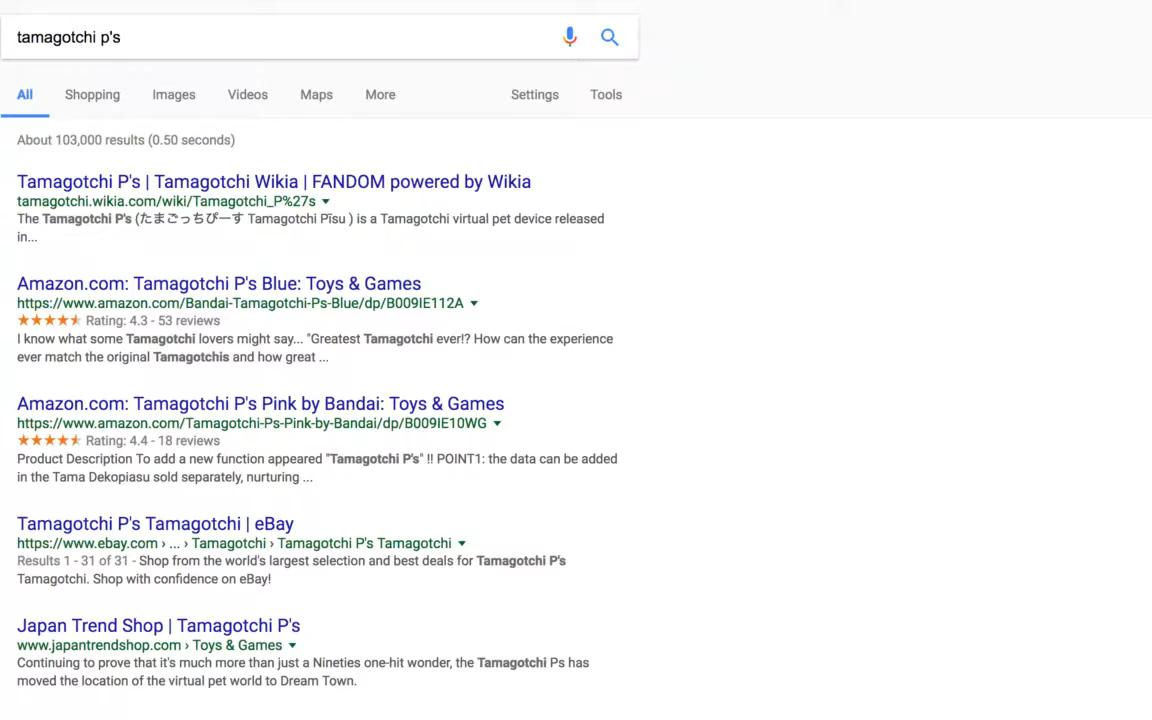 tamagotchi p's
All Shopping Images Videos Maps More Settings Tools
About 103,000 results (0.50 seconds)
Tamagotchi P's | Tamagotchi Wikia | FANDOM powered by Wikia
tamagotchi.wikia.com/wiki/Tamagotchi_P%27s
The Tamagotchi P's (たまごっちぴーす Tamagotchi Pīsu ) is a Tamagotchi virtual pet device released
in...
Amazon.com: Tamagotchi P's Blue: Toys & Games
https://www.amazon.com/Bandai-Tamagotchi-Ps-Blue/dp/B009IE112A
Rating: 4.3 - 53 reviews
I know what some Tamagotchi lovers might say... "Greatest Tamagotchi ever!? How can the experience
ever match the original Tamagotchis and how great ...
Amazon.com: Tamagotchi P's Pink by Bandai: Toys & Games
https://www.amazon.com/Tamagotchi-Ps-Pink-by-Bandai/dp/B009IE10WG
Rating: 4.4 - 18 reviews
Product Description To add a new function appeared "Tamagotchi P's" !! POINT1: the data can be added
in the Tama Dekopiasu sold separately, nurturing ...
Tamagotchi P's Tamagotchi | eBay
https://www.ebay.com › ... › Tamagotchi › Tamagotchi P's Tamagotchi
Results 1 - 31 of 31 - Shop from the world's largest selection and best deals for Tamagotchi P's
Tamagotchi. Shop with confidence on eBay!
Japan Trend Shop | Tamagotchi P's
www.japantrendshop.com › Toys & Games
Continuing to prove that it's much more than just a Nineties one-hit wonder, the Tamagotchi Ps has
moved the location of the virtual pet world to Dream Town.